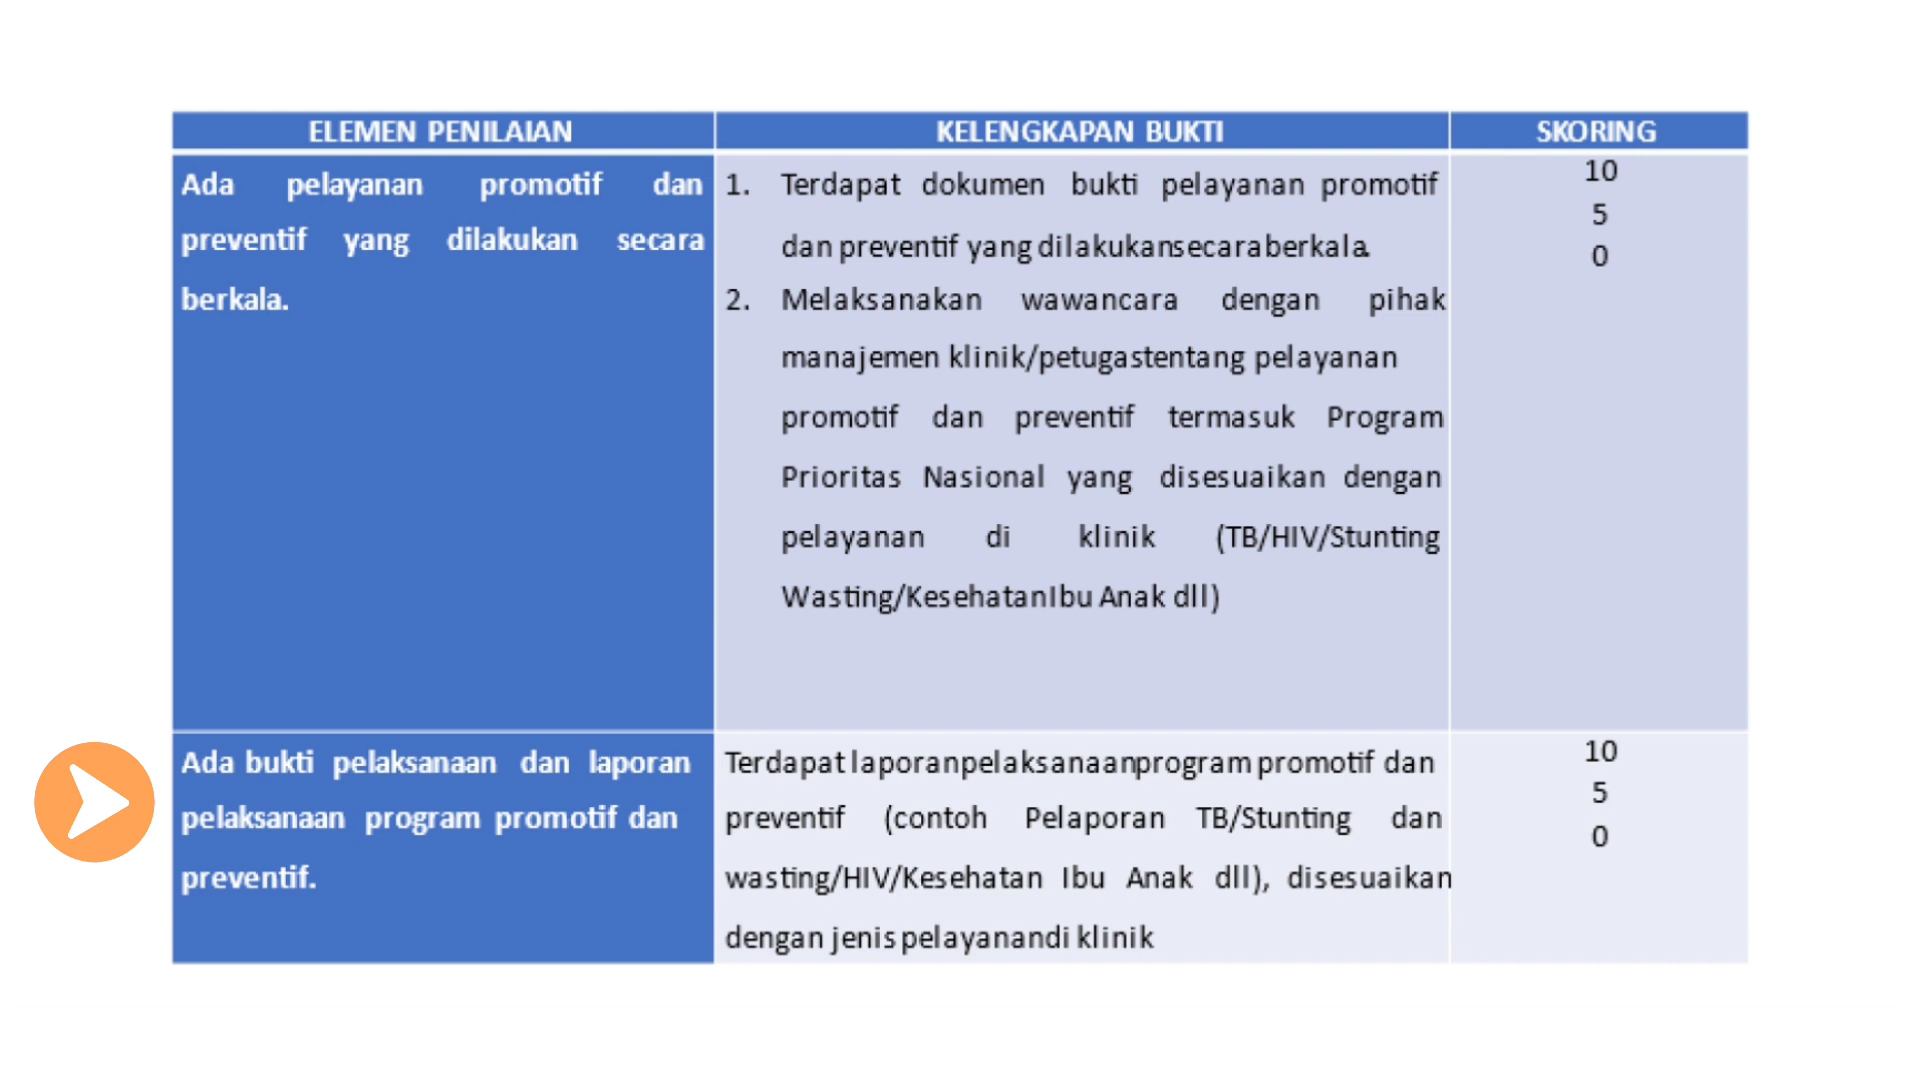 ELEMEN PENILAIAN
KELENGKAPAN BUKTI
SKORING
Ada pelayanan promotif dan
preventif yang dilakukan secara
berkala.
1. Terdapat dokumen bukti pelayanan promotif
dan preventif yang dilakukansecaraberkala.
2. Melaksanakan wawancara dengan pihak
manajemen klinik/petugastentang pelayanan
promotif dan preventif termasuk Program
Prioritas Nasional yang disesuaikan dengan
pelayanan di klinik (TB/HIV/Stunting
Wasting/KesehatanIbu Anak dll)
10
5
0
Ada bukti pelaksanaan dan laporan
pelaksanaan program promotif dan
preventif.
Terdapatlaporanpelaksanaanprogram promotif dan
preventif (contoh Pelaporan TB/Stunting dan
wasting/HIV/Kesehatan Ibu Anak dll), disesuaikan
dengan jenis pelayanandi klinik
10
5
0